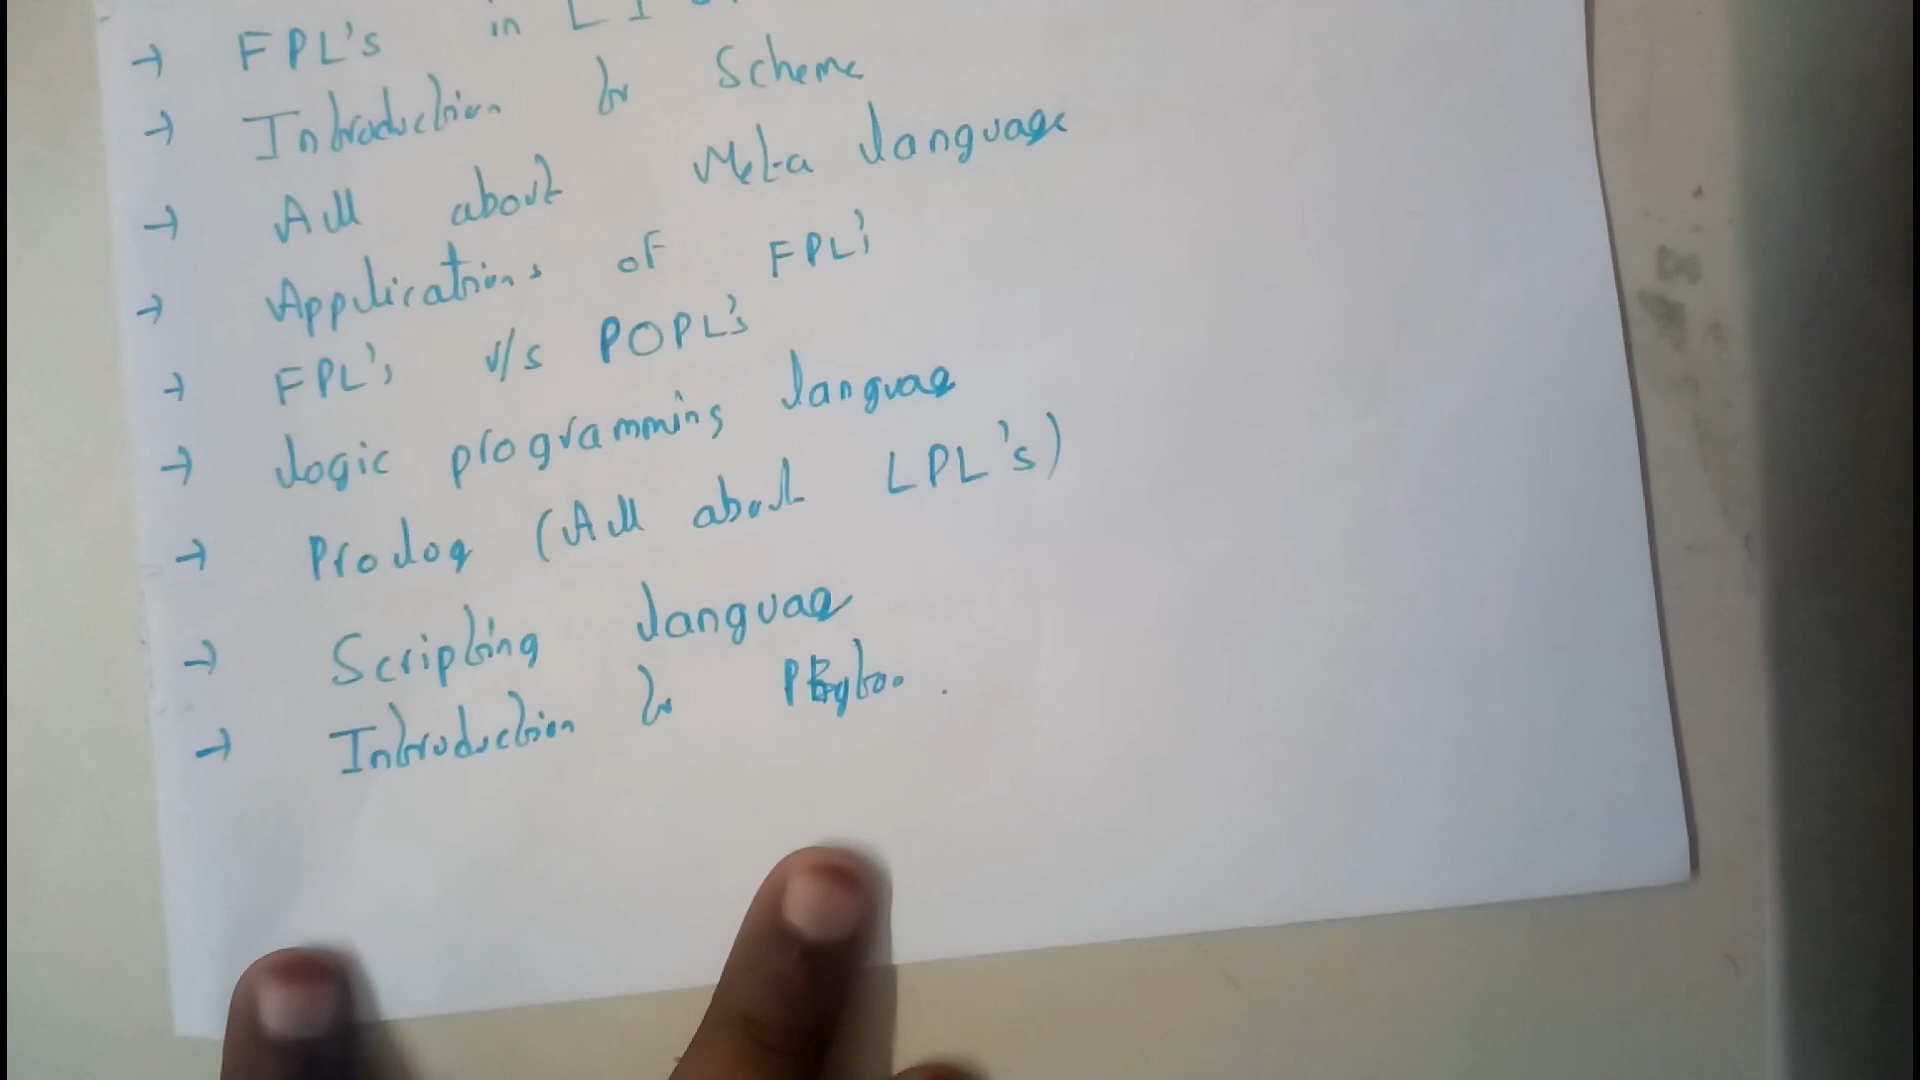 → FPL's in
→ Introduction to Scheme
→ All about Meta language
→ Applications of FPL's
→ FPL's v/s POPL's
→ logic programming language
→ Prolog (All about LPL's)
→ Scripting language
→ Introduction to Python.